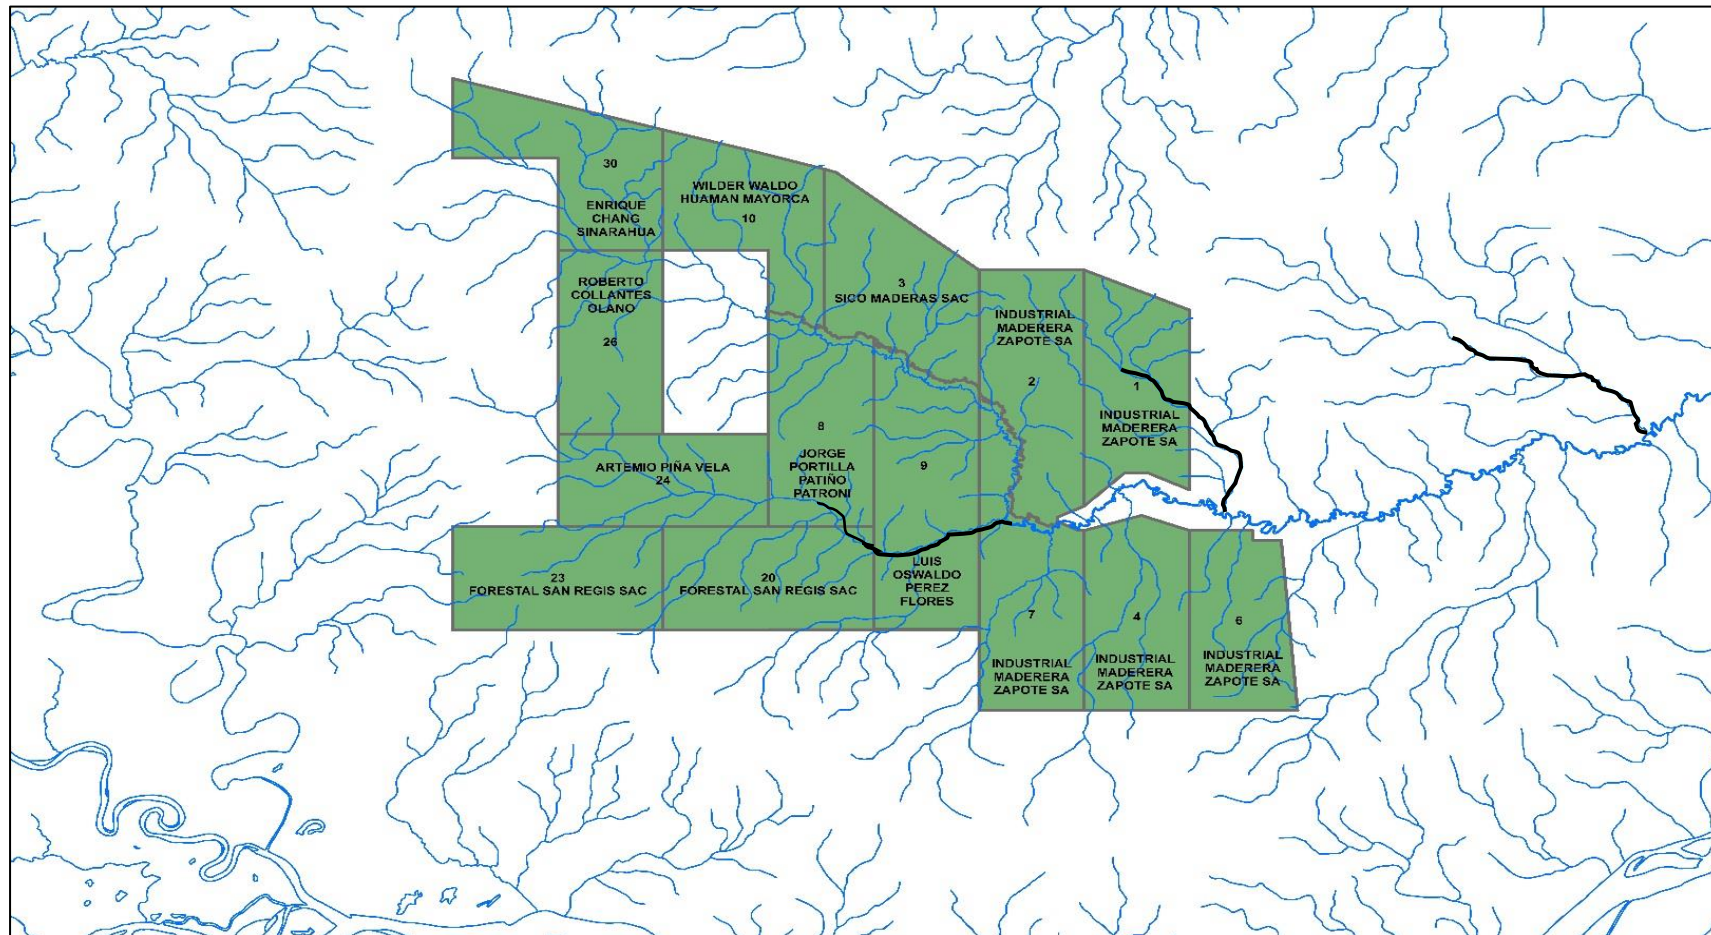 30
ENRIQUE
CHANG
SINARAHUA
WILDER WALDO
HUAMAN MAYORCA
10
ROBERTO
COLLANTES
OLANO
26
3
SICO MADERAS SAC
INDUSTRIAL
MADERERA
ZAPOTE SA
2
1
INDUSTRIAL
MADERERA
ZAPOTE SA
8
JORGE
PORTILLA
PATIÑO
PATRONI
9
LUIS
OSWALDO
PEREZ
FLORES
ARTEMIO PIÑA VELA
24
23
FORESTAL SAN REGIS SAC
20
FORESTAL SAN REGIS SAC
7
INDUSTRIAL
MADERERA
ZAPOTE SA
4
INDUSTRIAL
MADERERA
ZAPOTE SA
6
INDUSTRIAL
MADERERA
ZAPOTE SA